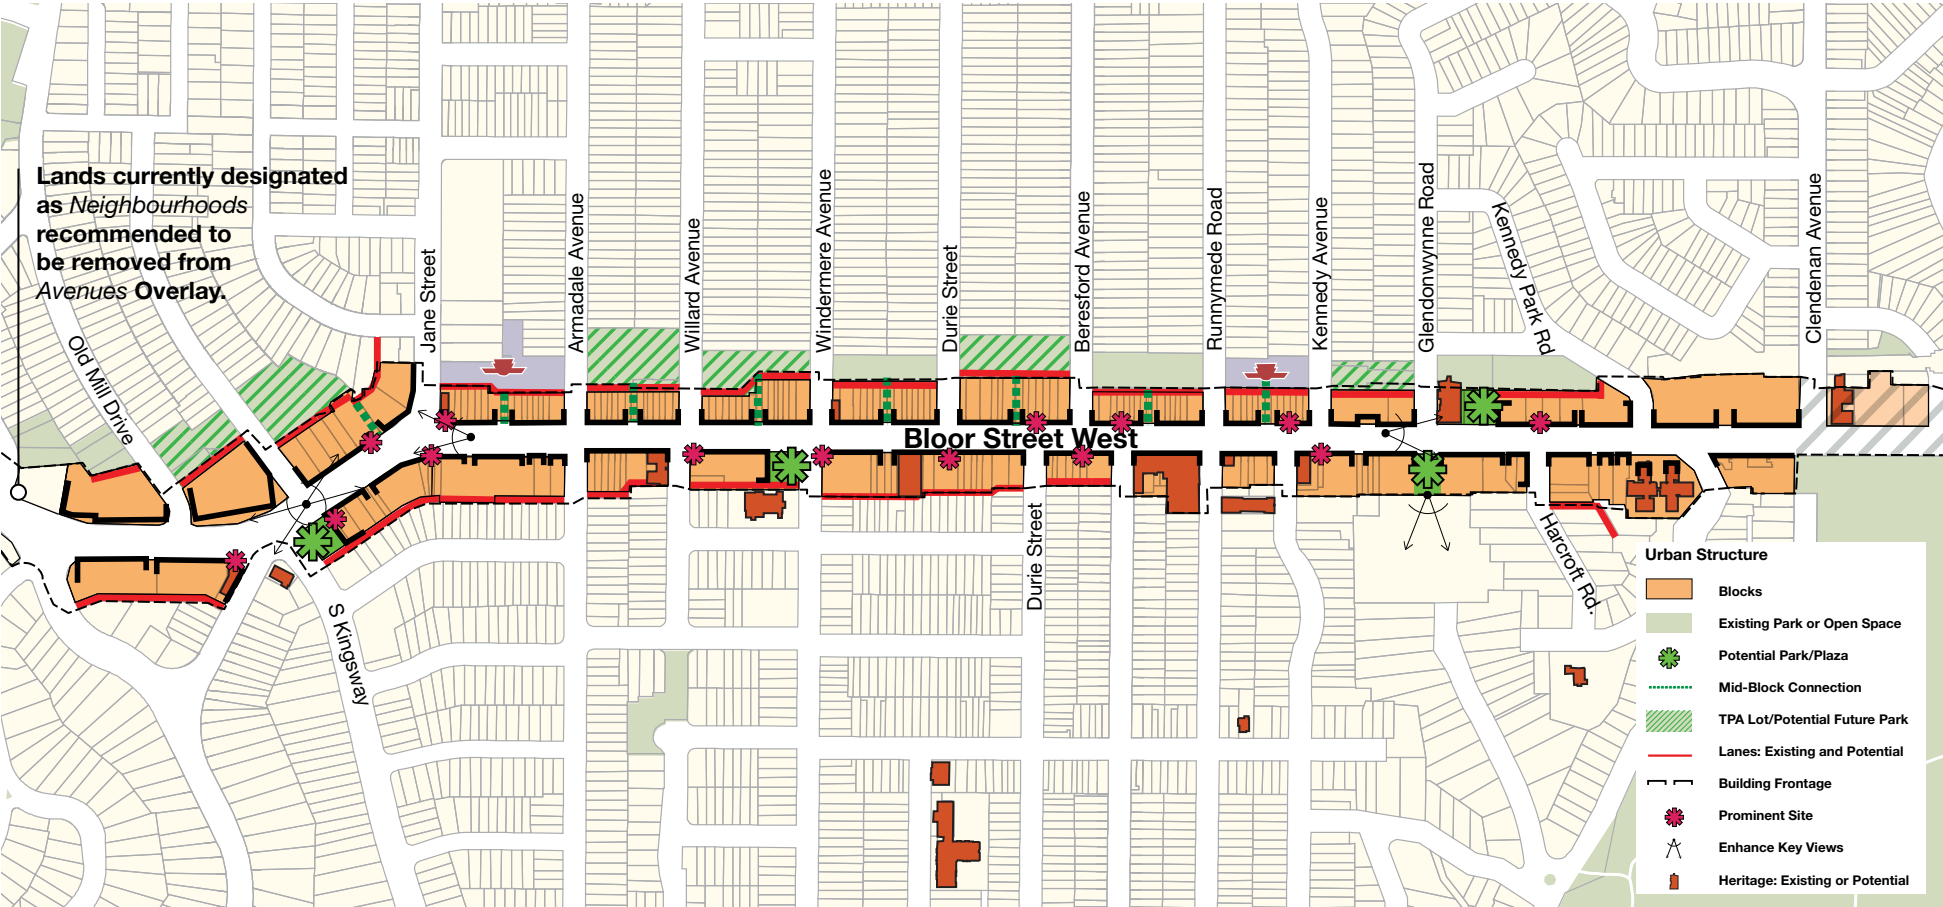 Lands currently designated
as Neighbourhoods
recommended to
be removed from
Avenues Overlay.
Old Mill Drive
Jane Street
Armadale Avenue
Willard Avenue
Windermere Avenue
Durie Street
Beresford Avenue
Runnymede Road
Kennedy Avenue
Glendonwynne Road
Kennedy Park Rd
Clendenan Avenue
Bloor Street West
S Kingsway
Durie Street
Harcroft Rd.
Urban Structure
Blocks
Existing Park or Open Space
Potential Park/Plaza
Mid-Block Connection
TPA Lot/Potential Future Park
Lanes: Existing and Potential
Building Frontage
Prominent Site
Enhance Key Views
Heritage: Existing or Potential